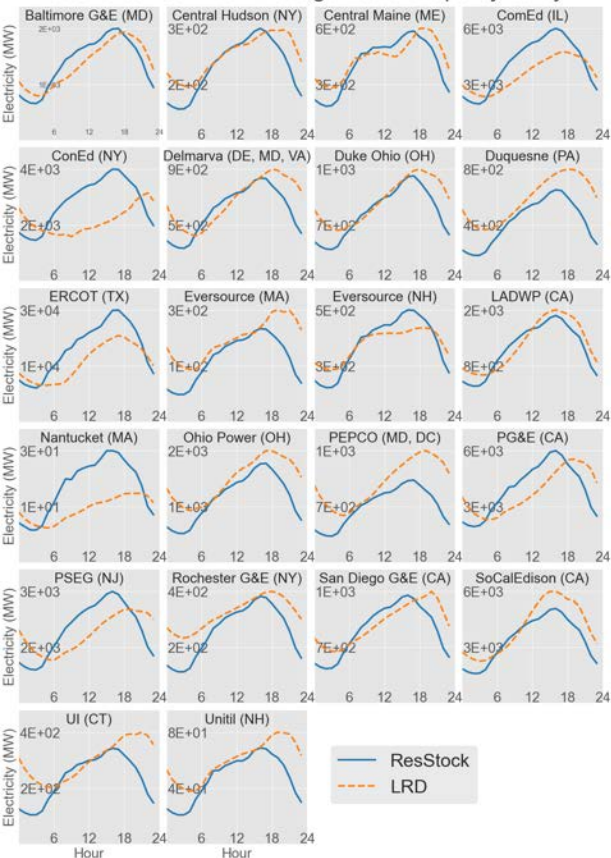 Baltimore G&E (MD) Central Hudson (NY) Central Maine (ME) ComEd (IL)
Electricity (MW)
2E+03 3E+02 6E+02 6E+03
1E+03 2E+02 3E+02 3E+03
6 12 18 24 6 12 18 24 6 12 18 24 6 12 18 24
ConEd (NY) Delmarva (DE, MD, VA) Duke Ohio (OH) Duquesne (PA)
Electricity (MW)
4E+03 9E+02 1E+03 8E+02
2E+03 5E+02 7E+02 4E+02
6 12 18 24 6 12 18 24 6 12 18 24 6 12 18 24
ERCOT (TX) Eversource (MA) Eversource (NH) LADWP (CA)
Electricity (MW)
3E+04 3E+02 5E+02 2E+03
1E+04 1E+02 3E+02 8E+02
6 12 18 24 6 12 18 24 6 12 18 24 6 12 18 24
Nantucket (MA) Ohio Power (OH) PEPCO (MD, DC) PG&E (CA)
Electricity (MW)
3E+01 2E+03 1E+03 6E+03
1E+01 1E+03 7E+02 3E+03
6 12 18 24 6 12 18 24 6 12 18 24 6 12 18 24
PSEG (NJ) Rochester G&E (NY) San Diego G&E (CA) SoCalEdison (CA)
Electricity (MW)
3E+03 4E+02 1E+03 6E+03
2E+03 2E+02 7E+02 3E+03
6 12 18 24 6 12 18 24 6 12 18 24 6 12 18 24
UI (CT) Unitil (NH)
Electricity (MW)
4E+02 8E+01
2E+02 4E+01
6 12 18 24 6 12 18 24
Hour Hour
ResStock
LRD